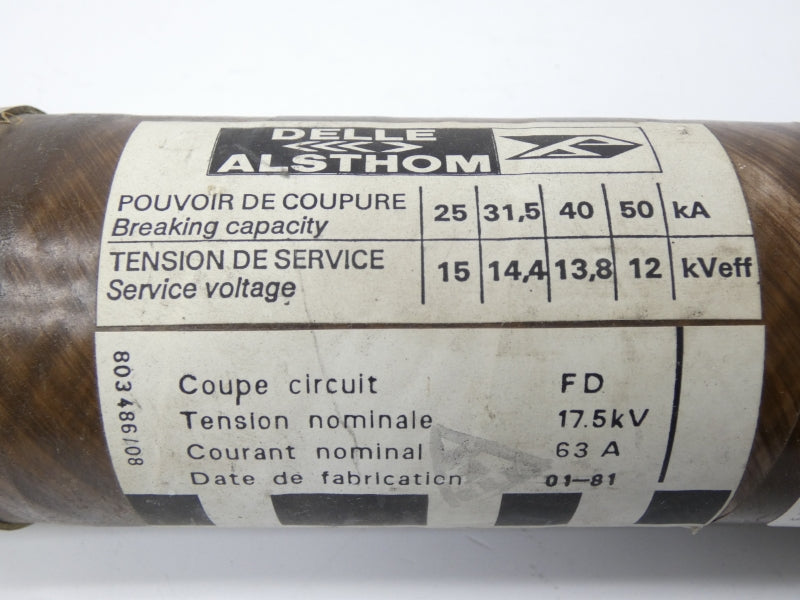 DELLE
ALSTHOM
POUVOIR DE COUPURE 25 31,5 40 50 kA
Breaking capacity
TENSION DE SERVICE 15 14,4 13,8 12 kVeff
Service voltage
803486/08
Coupe circuit FD
Tension nominale 17.5kV
Courant nominal 63 A
Date de fabrication 01-81